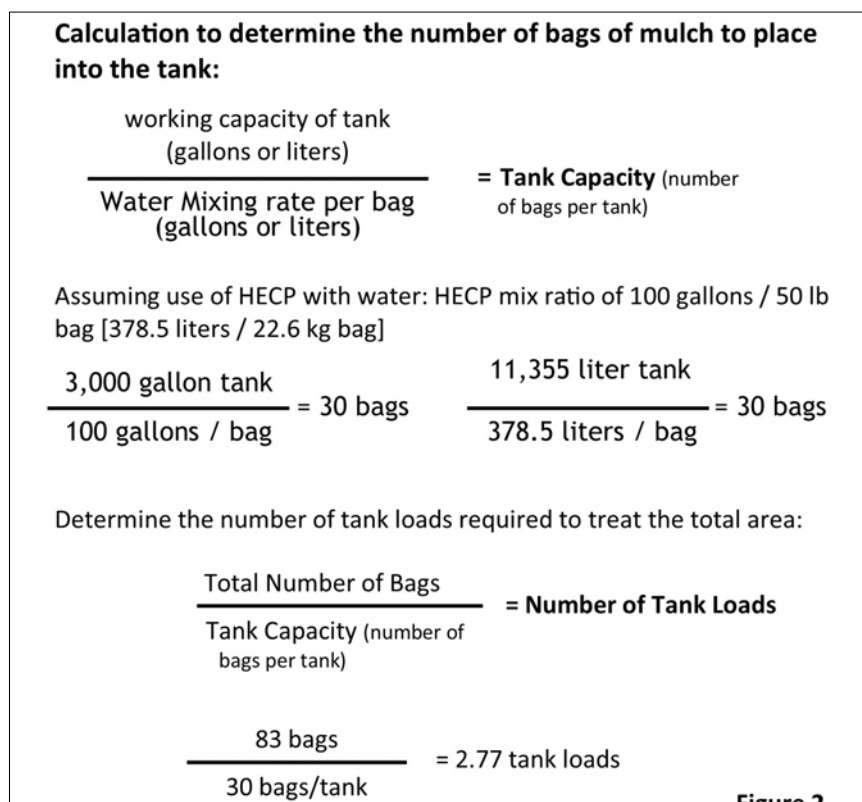 Calculation to determine the number of bags of mulch to place
into the tank:
working capacity of tank
(gallons or liters)
Water Mixing rate per bag
(gallons or liters)
= Tank Capacity (number
of bags per tank)
Assuming use of HECP with water: HECP mix ratio of 100 gallons / 50 lb
bag [378.5 liters / 22.6 kg bag]
3,000 gallon tank
100 gallons / bag
= 30 bags
11,355 liter tank
378.5 liters / bag
= 30 bags
Determine the number of tank loads required to treat the total area:
Total Number of Bags
Tank Capacity (number of
bags per tank)
= Number of Tank Loads
83 bags
30 bags/tank
= 2.77 tank loads
Figure 2